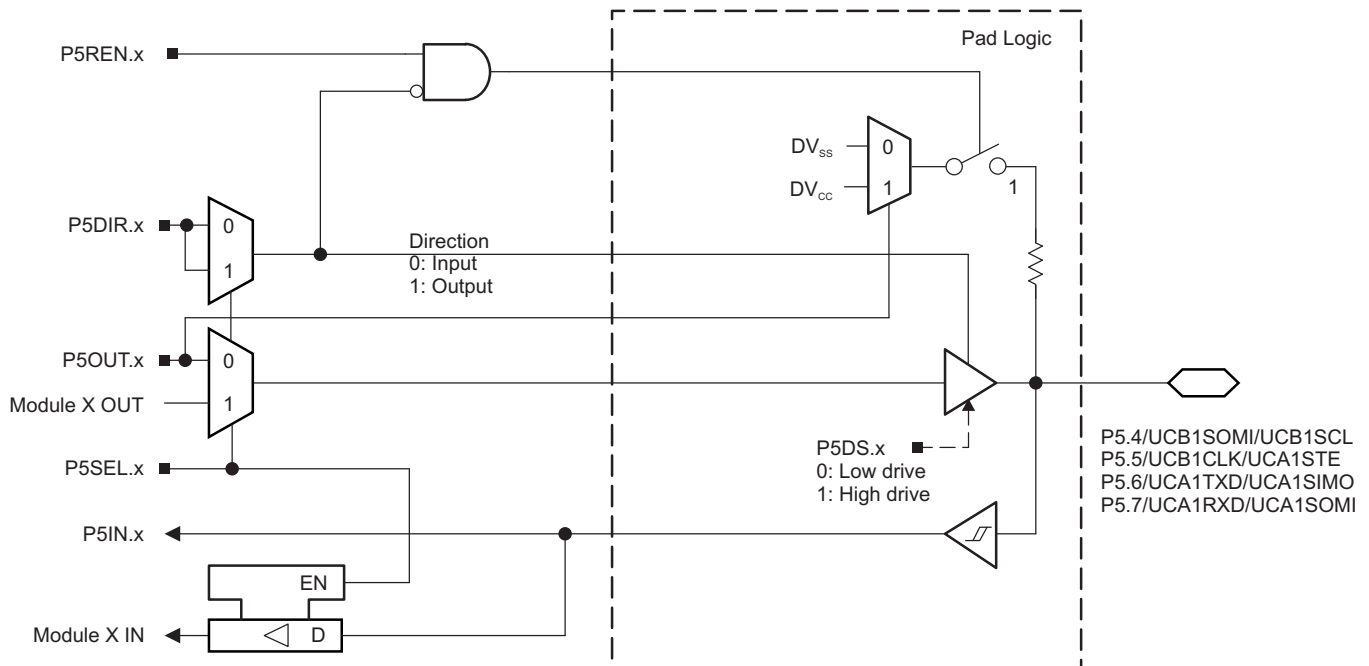 Pad Logic
P5REN.x
DVss
0
DVcc
1
1
P5DIR.x
0
1
Direction
0: Input
1: Output
P5OUT.x
0
Module X OUT
1
P5SEL.x
P5DS.x
0: Low drive
1: High drive
P5.4/UCB1SOMI/UCB1SCL
P5.5/UCB1CLK/UCA1STE
P5.6/UCA1TXD/UCA1SIMO
P5.7/UCA1RXD/UCA1SOMI
P5IN.x
EN
Module X IN
D